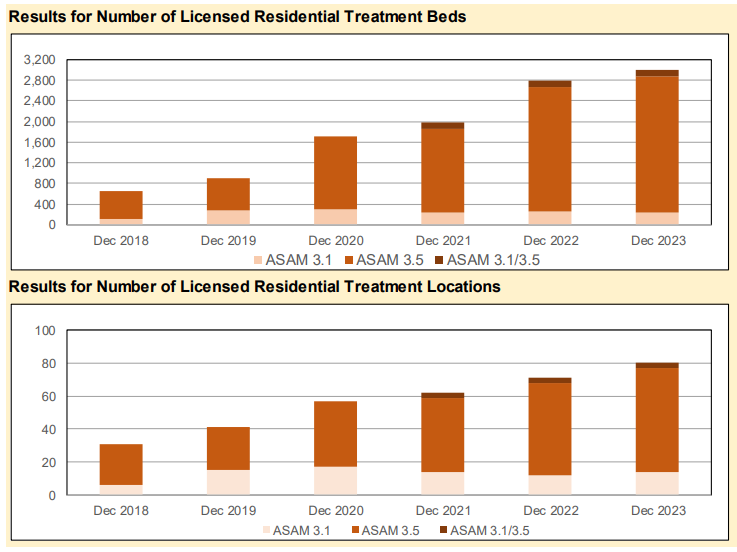 Results for Number of Licensed Residential Treatment Beds
3,200
2,800
2,400
2,000
1,600
1,200
800
400
0
Dec 2018 Dec 2019 Dec 2020 Dec 2021 Dec 2022 Dec 2023
ASAM 3.1 ASAM 3.5 ASAM 3.1/3.5
Results for Number of Licensed Residential Treatment Locations
100
80
60
40
20
0
Dec 2018 Dec 2019 Dec 2020 Dec 2021 Dec 2022 Dec 2023
ASAM 3.1 ASAM 3.5 ASAM 3.1/3.5